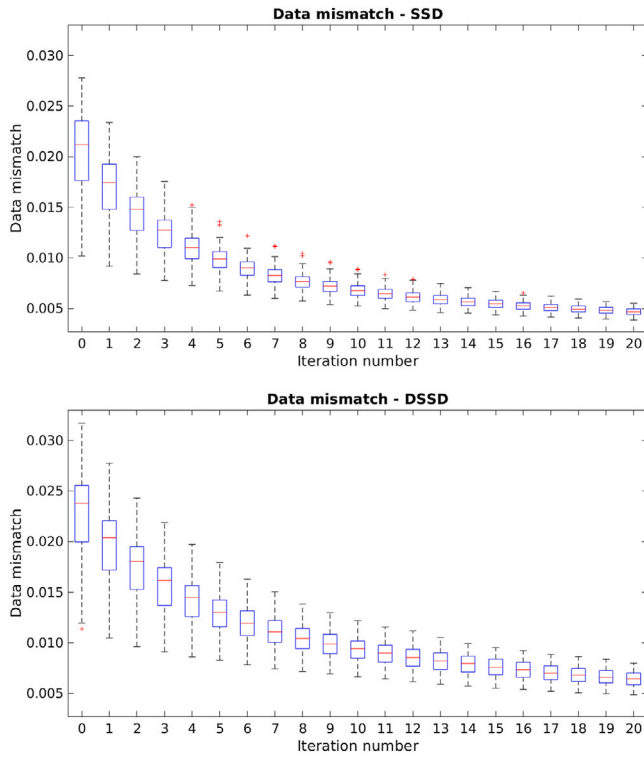 Data mismatch - SSD
0.030
0.025
0.020
0.015
0.010
0.005
Data mismatch
0 1 2 3 4 5 6 7 8 9 10 11 12 13 14 15 16 17 18 19 20
Iteration number
Data mismatch - DSSD
0.030
0.025
0.020
0.015
0.010
0.005
Data mismatch
0 1 2 3 4 5 6 7 8 9 10 11 12 13 14 15 16 17 18 19 20
Iteration number